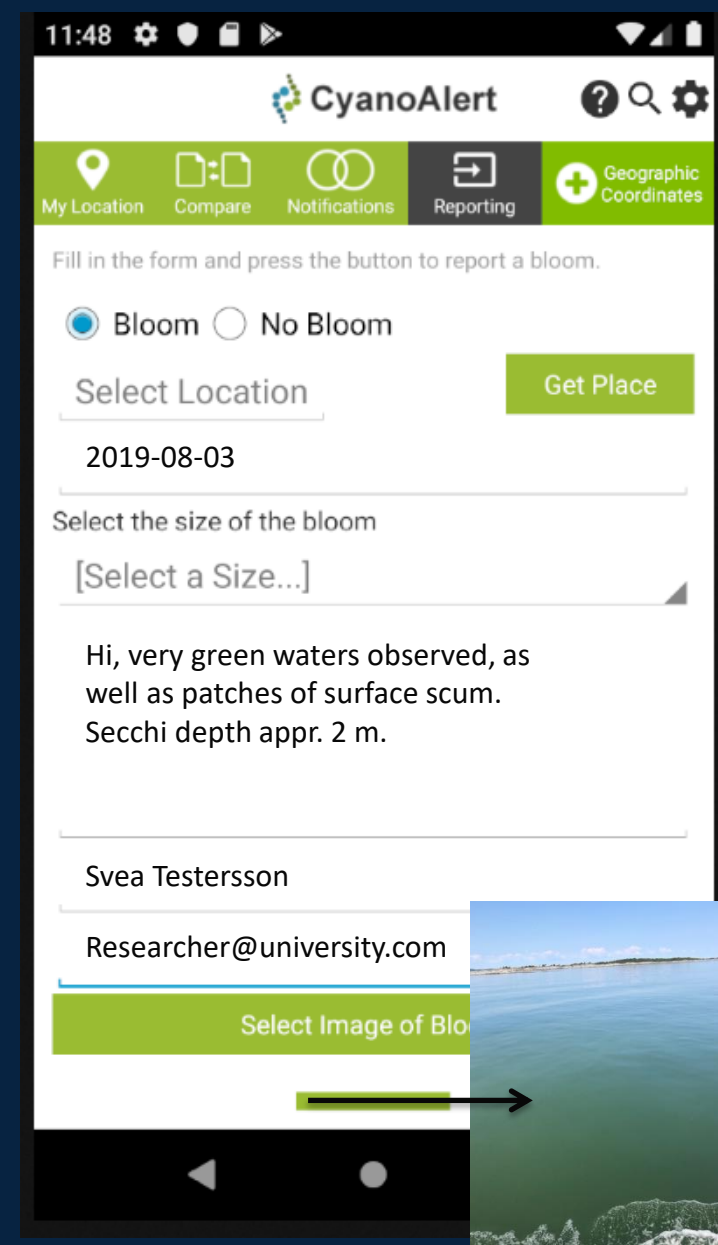 11:48
CyanoAlert
My Location Compare Notifications Reporting Geographic Coordinates
Fill in the form and press the button to report a bloom.
Bloom No Bloom
Select Location Get Place
2019-08-03
Select the size of the bloom
[Select a Size...]
Hi, very green waters observed, as
well as patches of surface scum.
Secchi depth appr. 2 m.
Svea Testersson
Researcher@university.com
Select Image of